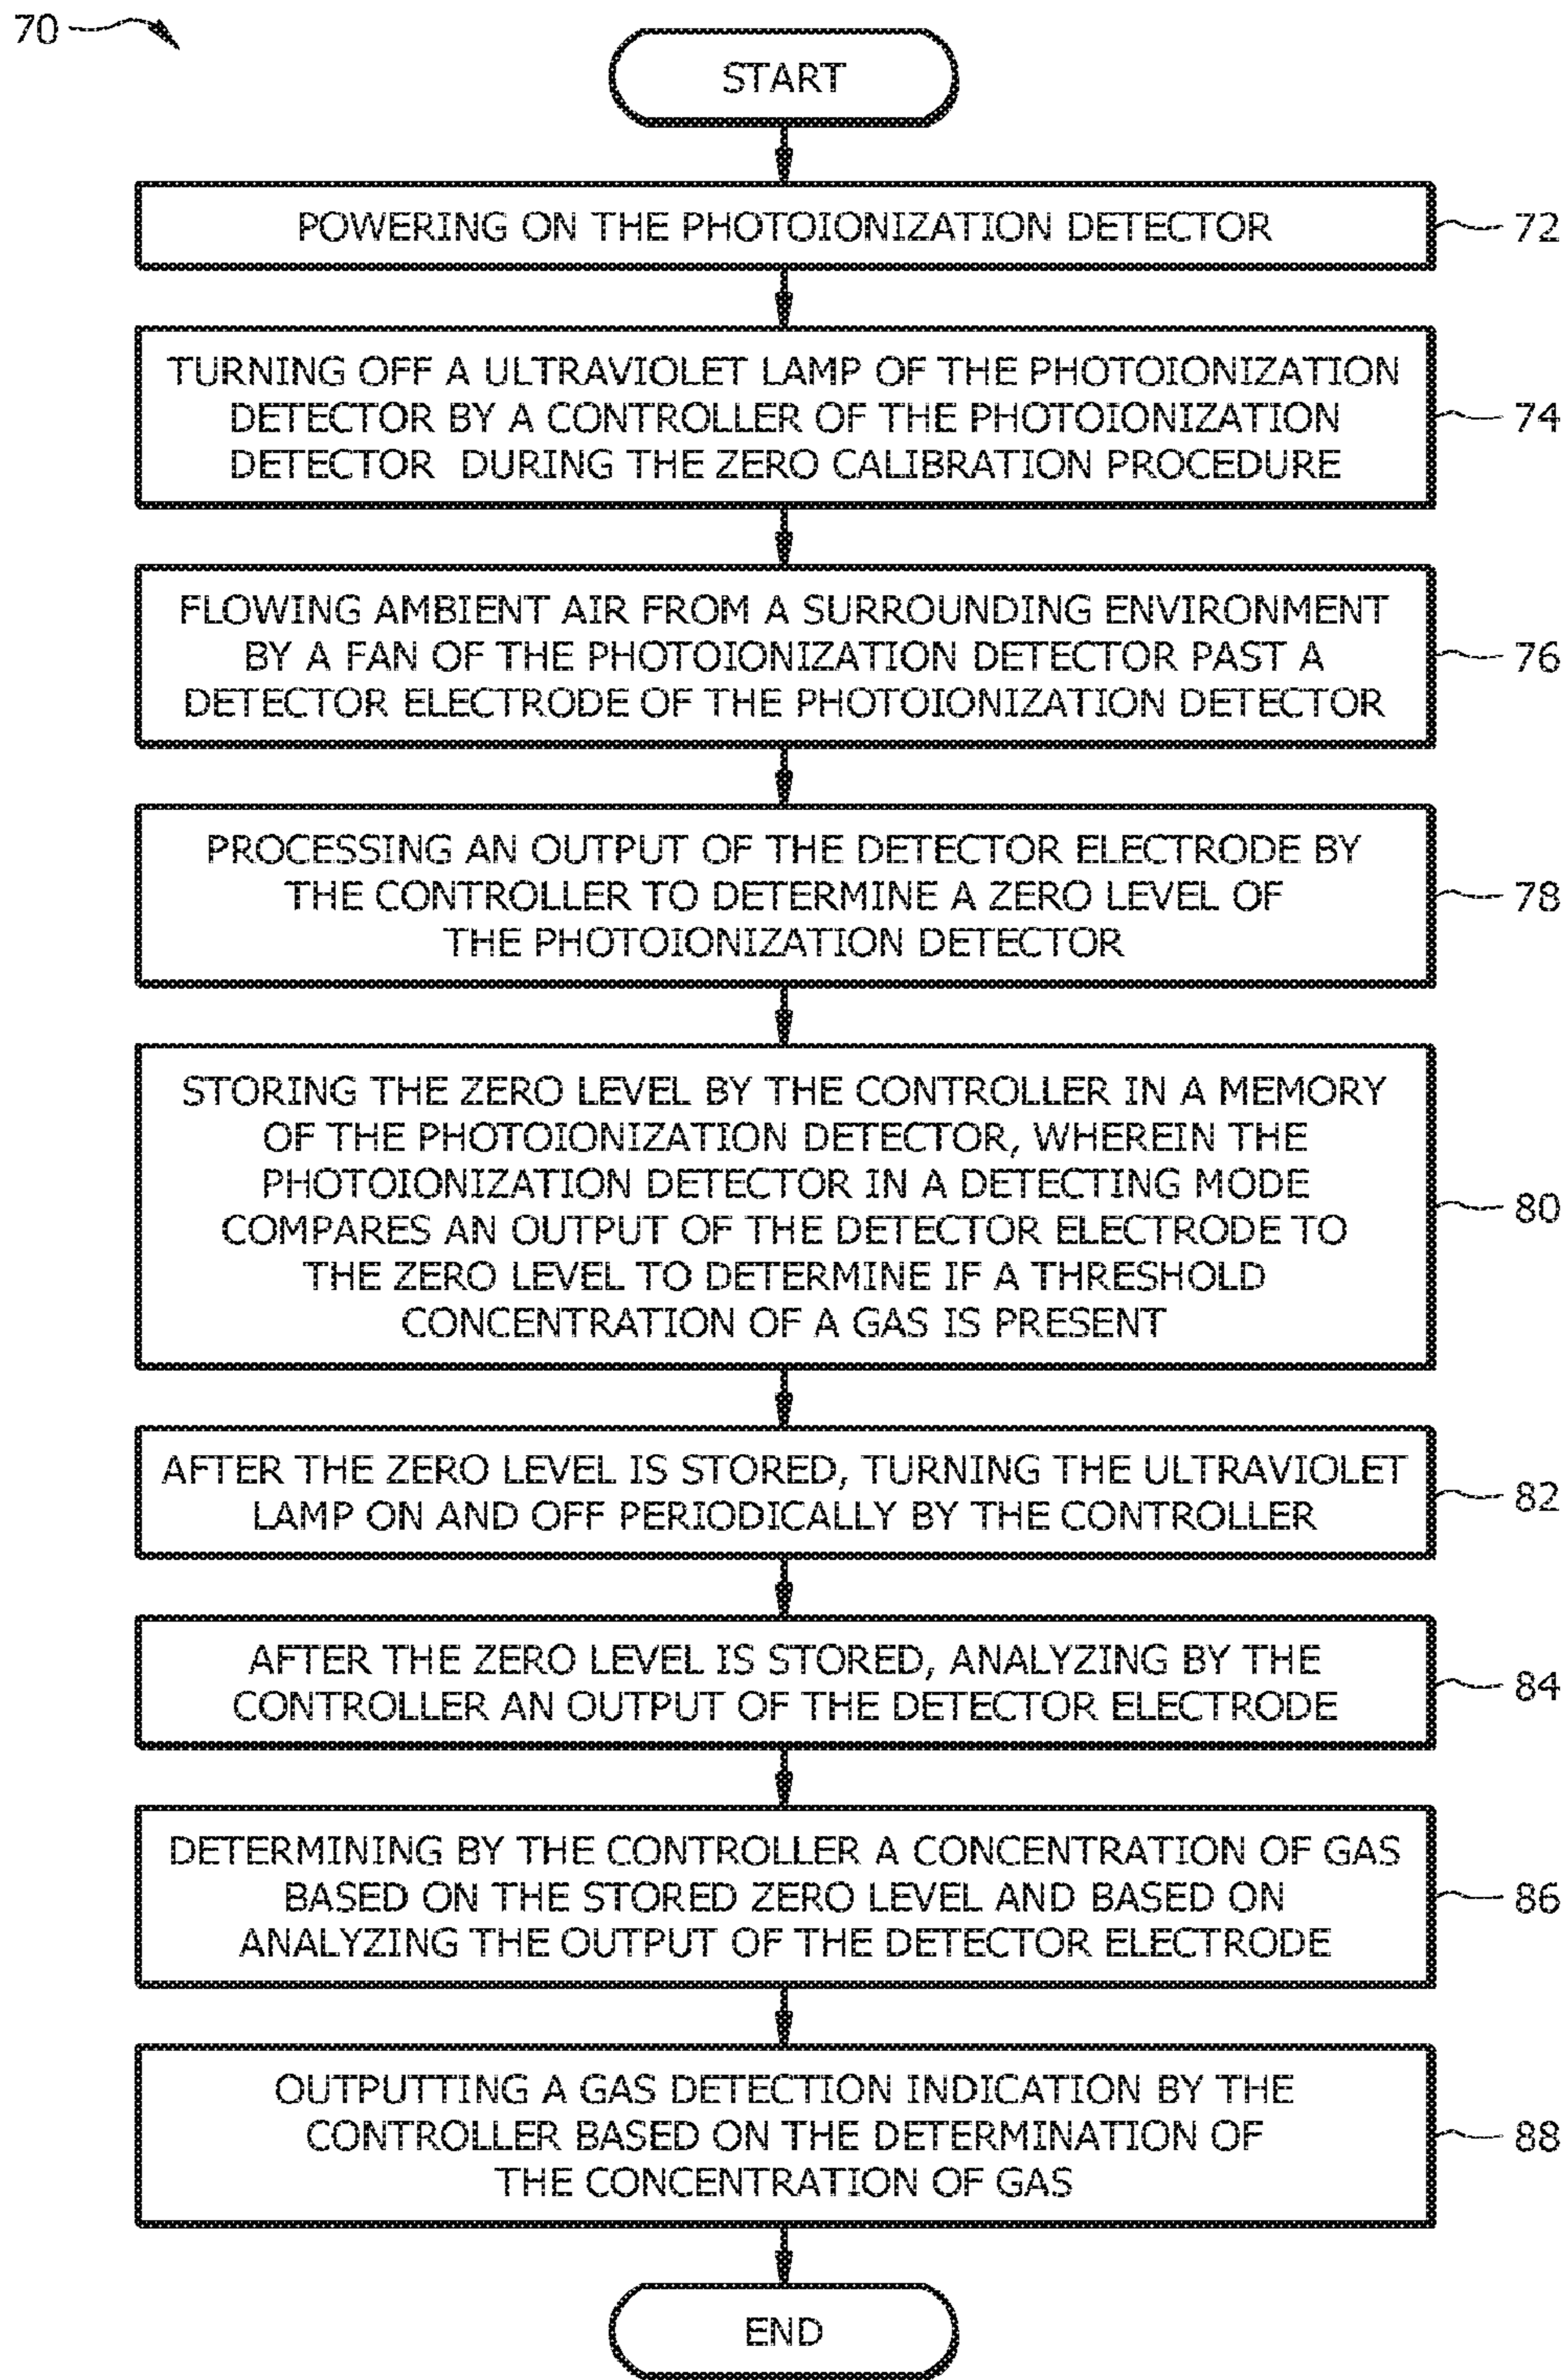 70
START
POWERING ON THE PHOTOIONIZATION DETECTOR
72
TURNING OFF A ULTRAVIOLET LAMP OF THE PHOTOIONIZATION
DETECTOR BY A CONTROLLER OF THE PHOTOIONIZATION
DETECTOR DURING THE ZERO CALIBRATION PROCEDURE
74
FLOWING AMBIENT AIR FROM A SURROUNDING ENVIRONMENT
BY A FAN OF THE PHOTOIONIZATION DETECTOR PAST A
DETECTOR ELECTRODE OF THE PHOTOIONIZATION DETECTOR
76
PROCESSING AN OUTPUT OF THE DETECTOR ELECTRODE BY
THE CONTROLLER TO DETERMINE A ZERO LEVEL OF
THE PHOTOIONIZATION DETECTOR
78
STORING THE ZERO LEVEL BY THE CONTROLLER IN A MEMORY
OF THE PHOTOIONIZATION DETECTOR, WHEREIN THE
PHOTOIONIZATION DETECTOR IN A DETECTING MODE
COMPARES AN OUTPUT OF THE DETECTOR ELECTRODE TO
THE ZERO LEVEL TO DETERMINE IF A THRESHOLD
CONCENTRATION OF A GAS IS PRESENT
80
AFTER THE ZERO LEVEL IS STORED, TURNING THE ULTRAVIOLET
LAMP ON AND OFF PERIODICALLY BY THE CONTROLLER
82
AFTER THE ZERO LEVEL IS STORED, ANALYZING BY THE
CONTROLLER AN OUTPUT OF THE DETECTOR ELECTRODE
84
DETERMINING BY THE CONTROLLER A CONCENTRATION OF GAS
BASED ON THE STORED ZERO LEVEL AND BASED ON
ANALYZING THE OUTPUT OF THE DETECTOR ELECTRODE
86
OUTPUTTING A GAS DETECTION INDICATION BY THE
CONTROLLER BASED ON THE DETERMINATION OF
THE CONCENTRATION OF GAS
88
END